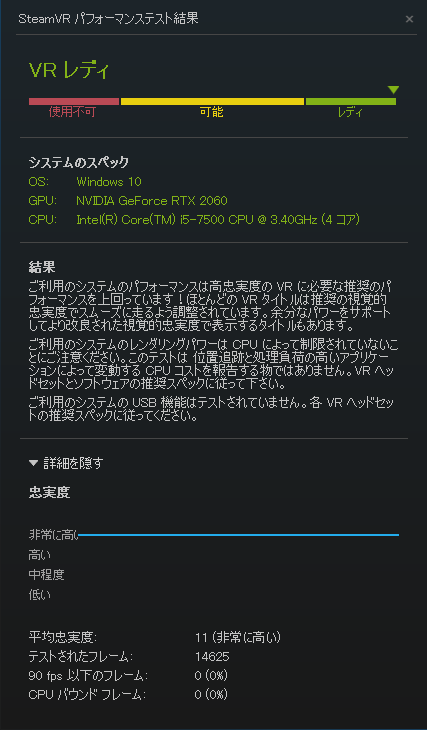 SteamVR パフォーマンステスト結果
×
VR レディ
使用不可 可能 レディ
システムのスペック
OS: Windows 10
GPU: NVIDIA GeForce RTX 2060
CPU: Intel(R) Core(TM) i5-7500 CPU @ 3.40GHz (4 コア)
結果
ご利用のシステムのパフォーマンスは高忠実度の VR に必要な推奨のパ
フォーマンスを上回っています！ほとんどの VR タイトルは推奨の視覚的
忠実度でスムーズに走るよう調整されています。余分なパワーをサポート
してより改良された視覚的忠実度で表示するタイトルもあります。
ご利用のシステムのレンダリングパワーは CPU によって制限されていないこ
とにご注意ください。このテストは 位置追跡と処理負荷の高いアプリケー
ションによって変動する CPU コストを報告する物ではありません。VR ヘッ
ドセットとソフトウェアの推奨スペックに従って下さい。
ご利用のシステムの USB 機能はテストされていません。各 VR ヘッドセット
の推奨スペックに従ってください。
▼ 詳細を隠す
忠実度
非常に高い
高い
中程度
低い
平均忠実度: 11 (非常に高い)
テストされたフレーム: 14625
90 fps 以下のフレーム: 0 (0%)
CPU バウンド フレーム: 0 (0%)